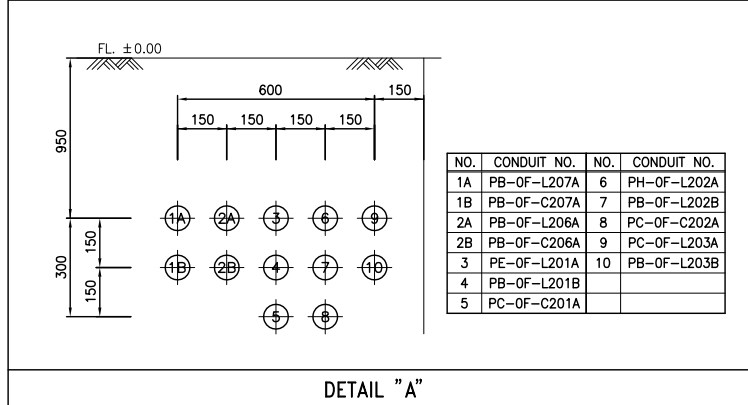 FL. ±0.00
600
150
150
150
150
150
950
1A
2A
3
6
9
150
300
1B
2B
4
7
10
150
5
8
NO. CONDUIT NO. NO. CONDUIT NO.
1A PB-0F-L207A 6 PH-0F-L202A
1B PB-0F-C207A 7 PB-0F-L202B
2A PB-0F-L206A 8 PC-0F-C202A
2B PB-0F-C206A 9 PC-0F-L203A
3 PE-0F-L201A 10 PB-0F-L203B
4 PB-0F-L201B
5 PC-0F-C201A
DETAIL "A"